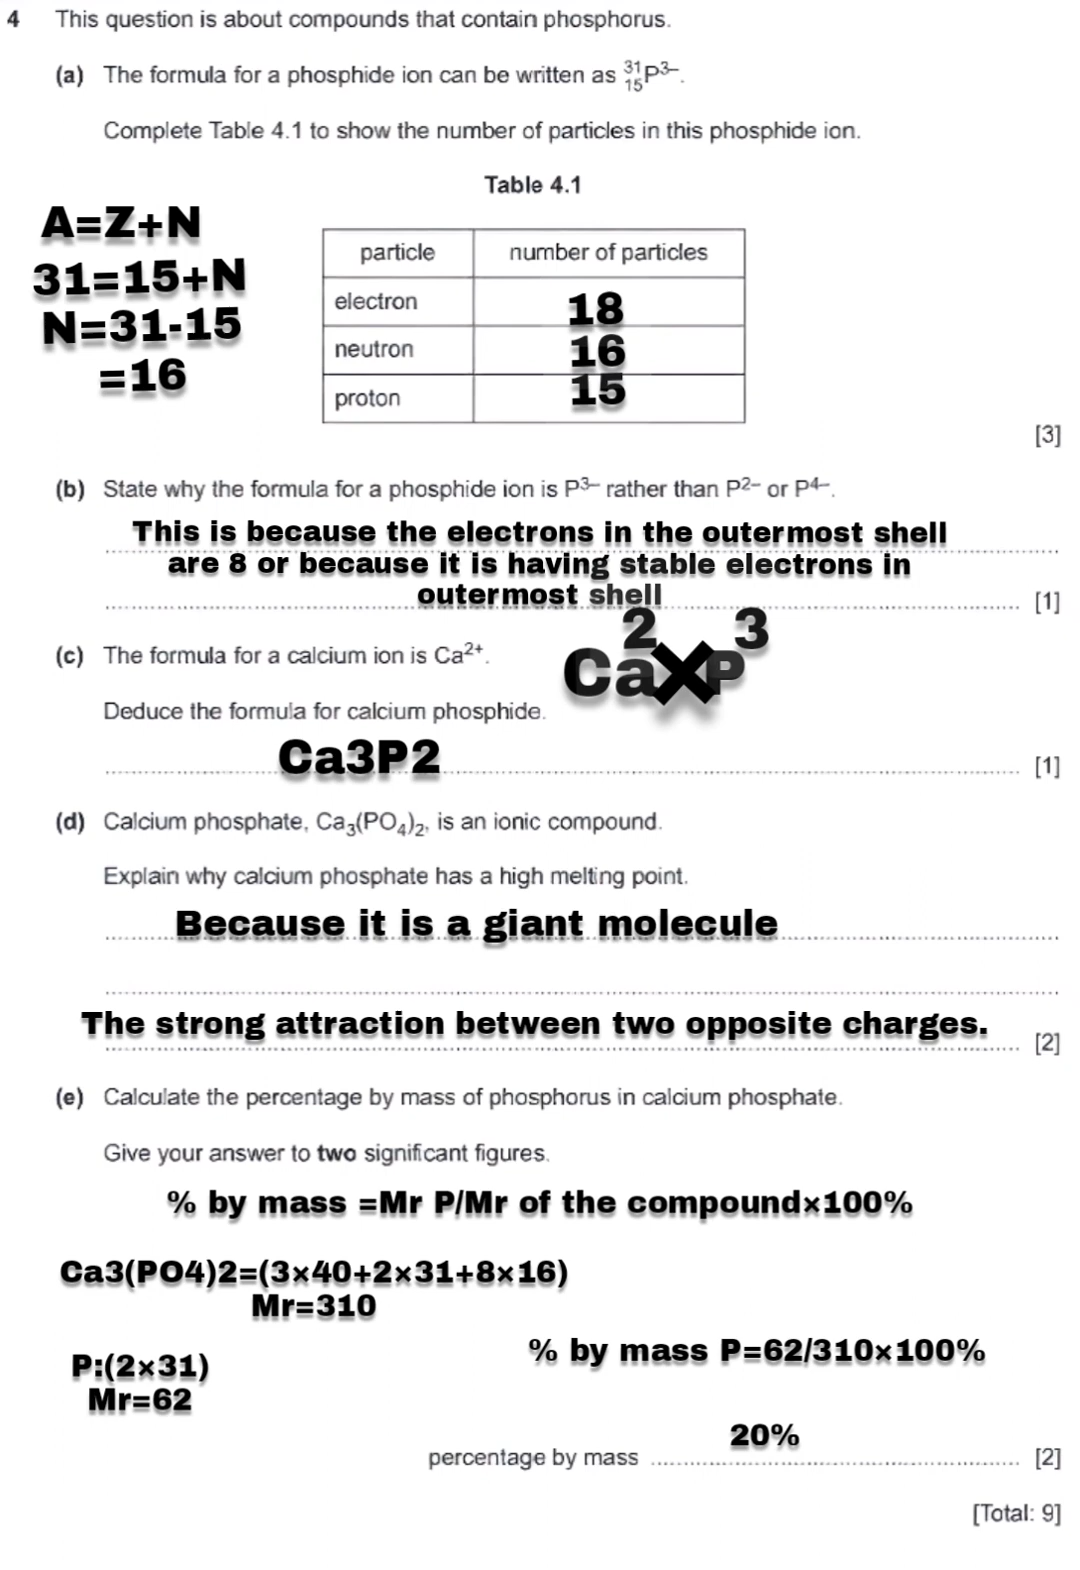 4 This question is about compounds that contain phosphorus.
(a) The formula for a phosphide ion can be written as ³¹₁₅P³⁻.
Complete Table 4.1 to show the number of particles in this phosphide ion.
Table 4.1
A=Z+N
31=15+N
N=31-15
=16
particle number of particles
electron 18
neutron 16
proton 15
[3]
(b) State why the formula for a phosphide ion is P³⁻ rather than P²⁻ or P⁴⁻.
This is because the electrons in the outermost shell
are 8 or because it is having stable electrons in
outermost shell
[1]
(c) The formula for a calcium ion is Ca²⁺.
Ca² × P³
Deduce the formula for calcium phosphide.
Ca3P2
[1]
(d) Calcium phosphate, Ca₃(PO₄)₂, is an ionic compound.
Explain why calcium phosphate has a high melting point.
Because it is a giant molecule
The strong attraction between two opposite charges.
[2]
(e) Calculate the percentage by mass of phosphorus in calcium phosphate.
Give your answer to two significant figures.
% by mass =Mr P/Mr of the compound×100%
Ca3(PO4)2=(3×40+2×31+8×16)
Mr=310
% by mass P=62/310×100%
P:(2×31)
Mr=62
20%
percentage by mass [2]
[Total: 9]